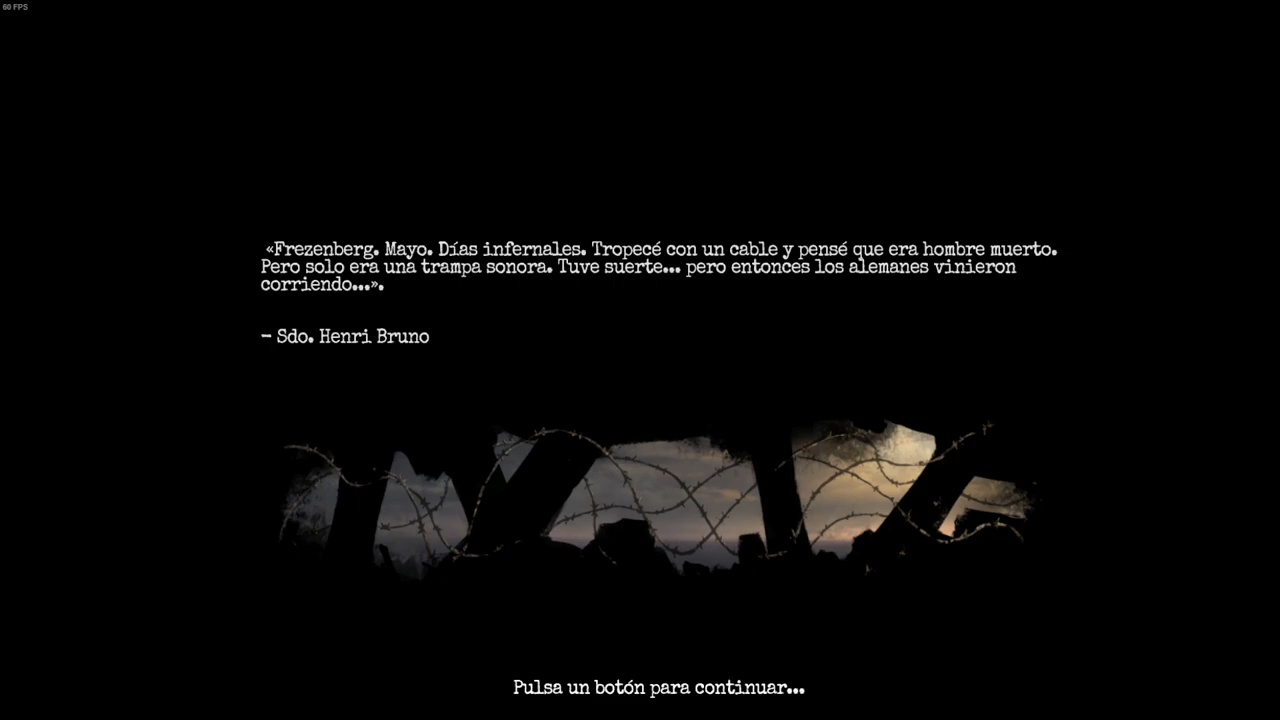 60 FPS
«Frezenberg. Mayo. Días infernales. Tropecé con un cable y pensé que era hombre muerto.
Pero solo era una trampa sonora. Tuve suerte... pero entonces los alemanes vinieron
corriendo...».
- Sdo. Henri Bruno
Pulsa un botón para continuar...